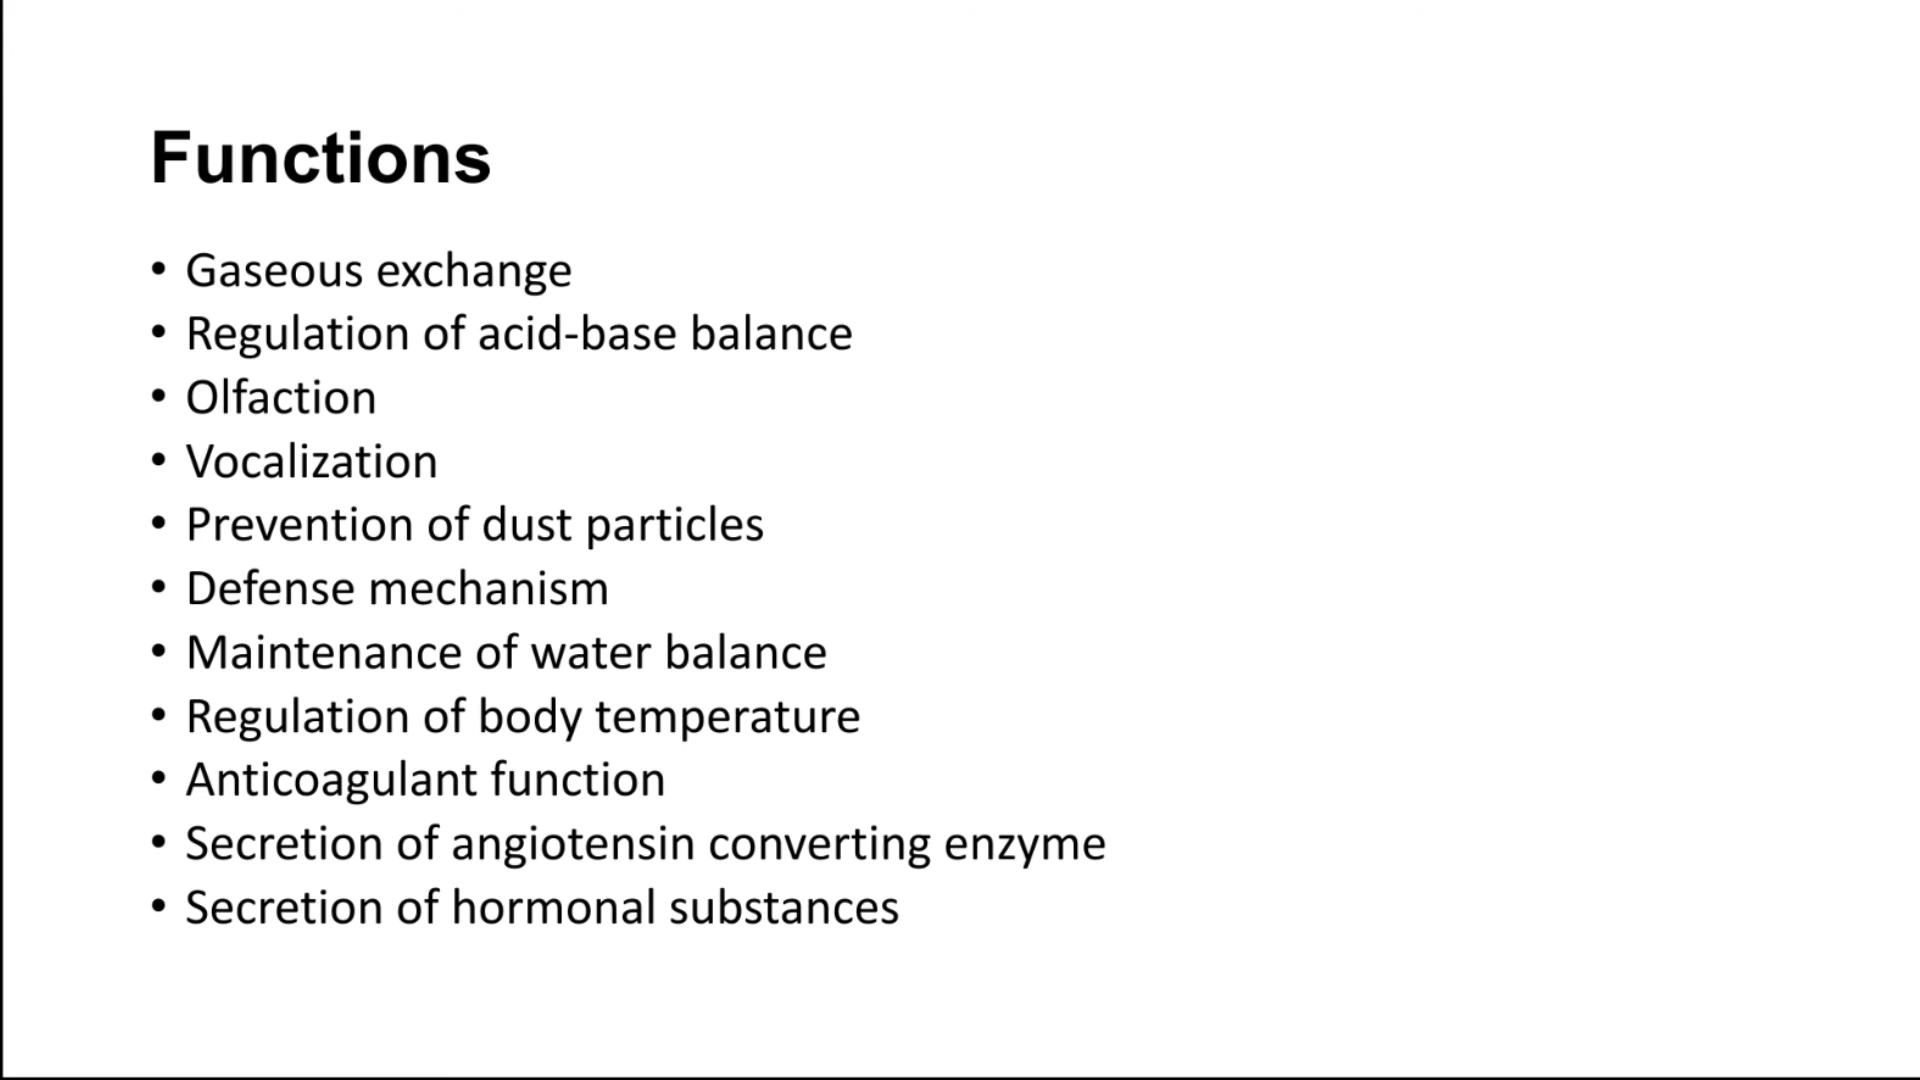 Functions
• Gaseous exchange
• Regulation of acid-base balance
• Olfaction
• Vocalization
• Prevention of dust particles
• Defense mechanism
• Maintenance of water balance
• Regulation of body temperature
• Anticoagulant function
• Secretion of angiotensin converting enzyme
• Secretion of hormonal substances